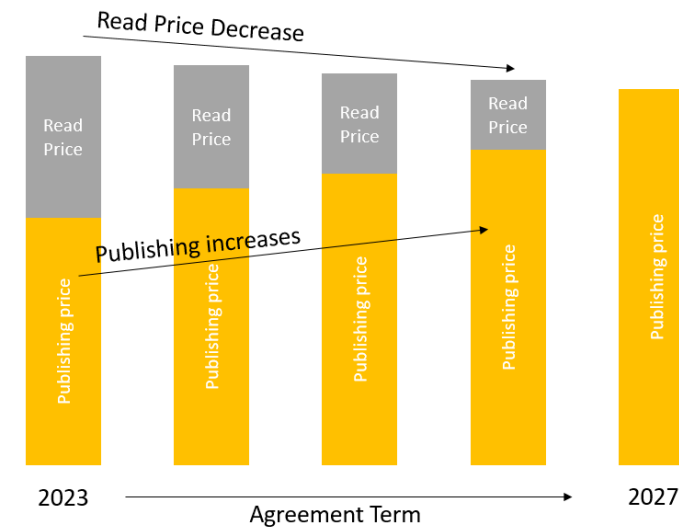 Read Price Decrease
Read
Price
Read
Price
Read
Price
Read
Price
Publishing increases
Publishing price
Publishing price
Publishing price
Publishing price
Publishing price
2023
Agreement Term
2027